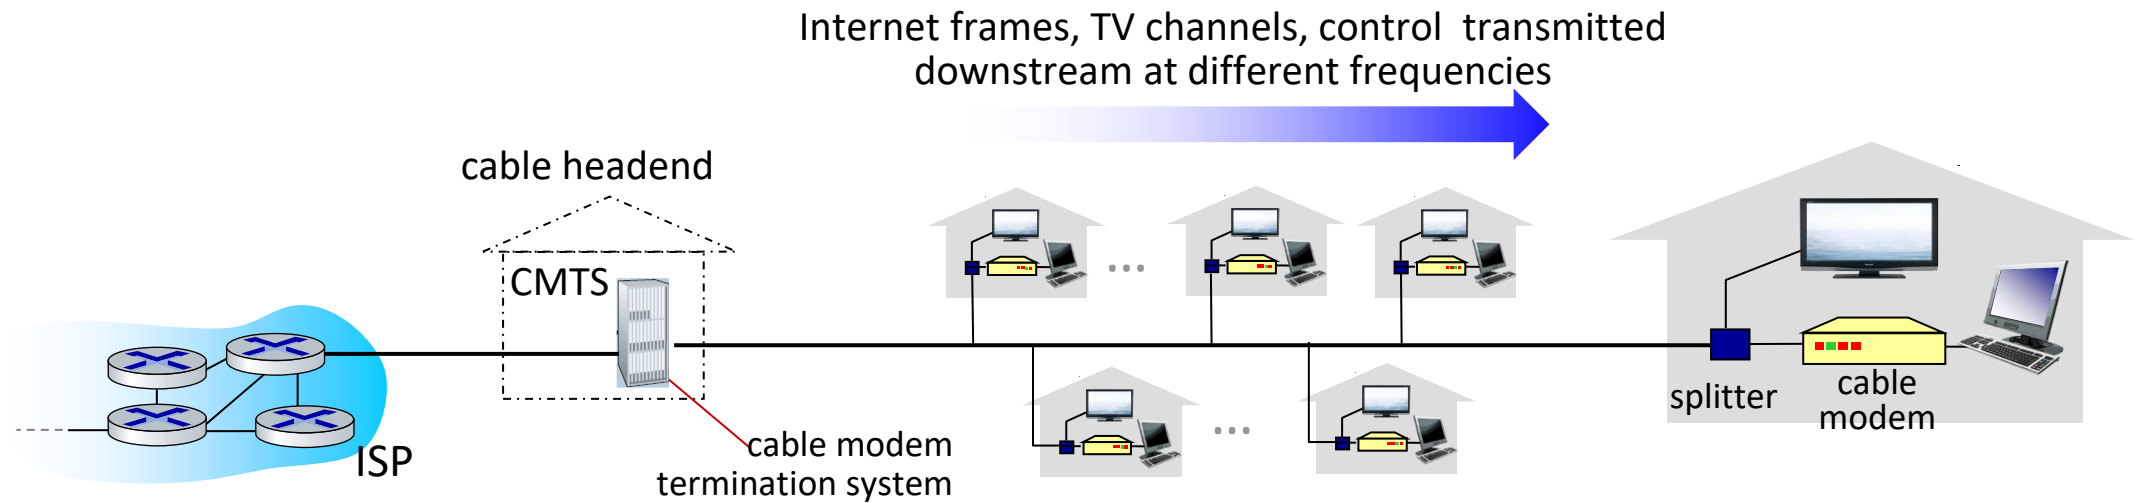 Internet frames, TV channels, control transmitted
downstream at different frequencies
cable headend
CMTS
ISP
cable modem
termination system
splitter
cable
modem